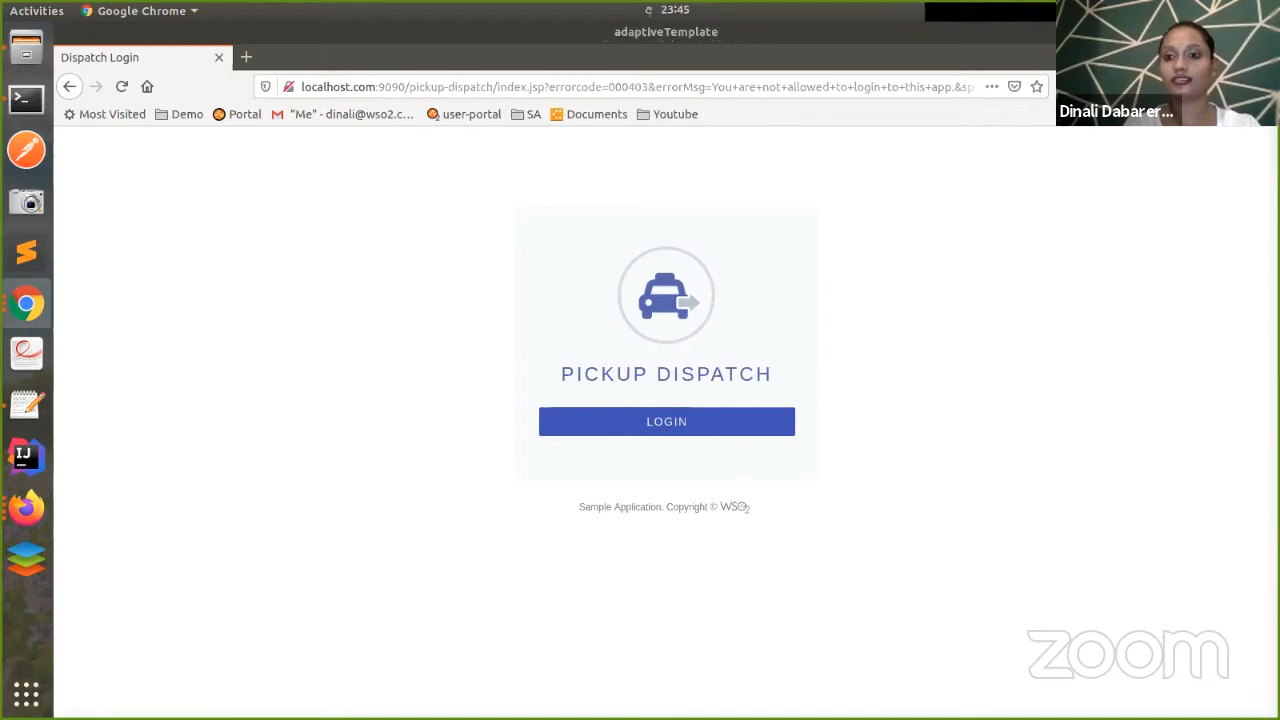 Activities
Google Chrome
23:45
adaptiveTemplate
Dispatch Login
localhost.com:9090/pickup-dispatch/index.jsp?errorcode=000403&errorMsg=You+are+not+allowed+to+login+to+this+app.&sp
Most Visited Demo Portal "Me" - dinali@wso2.c... user-portal SA Documents Youtube
Dinali Dabarer...
PICKUP DISPATCH
LOGIN
Sample Application. Copyright © WSO2
IJ
zoom